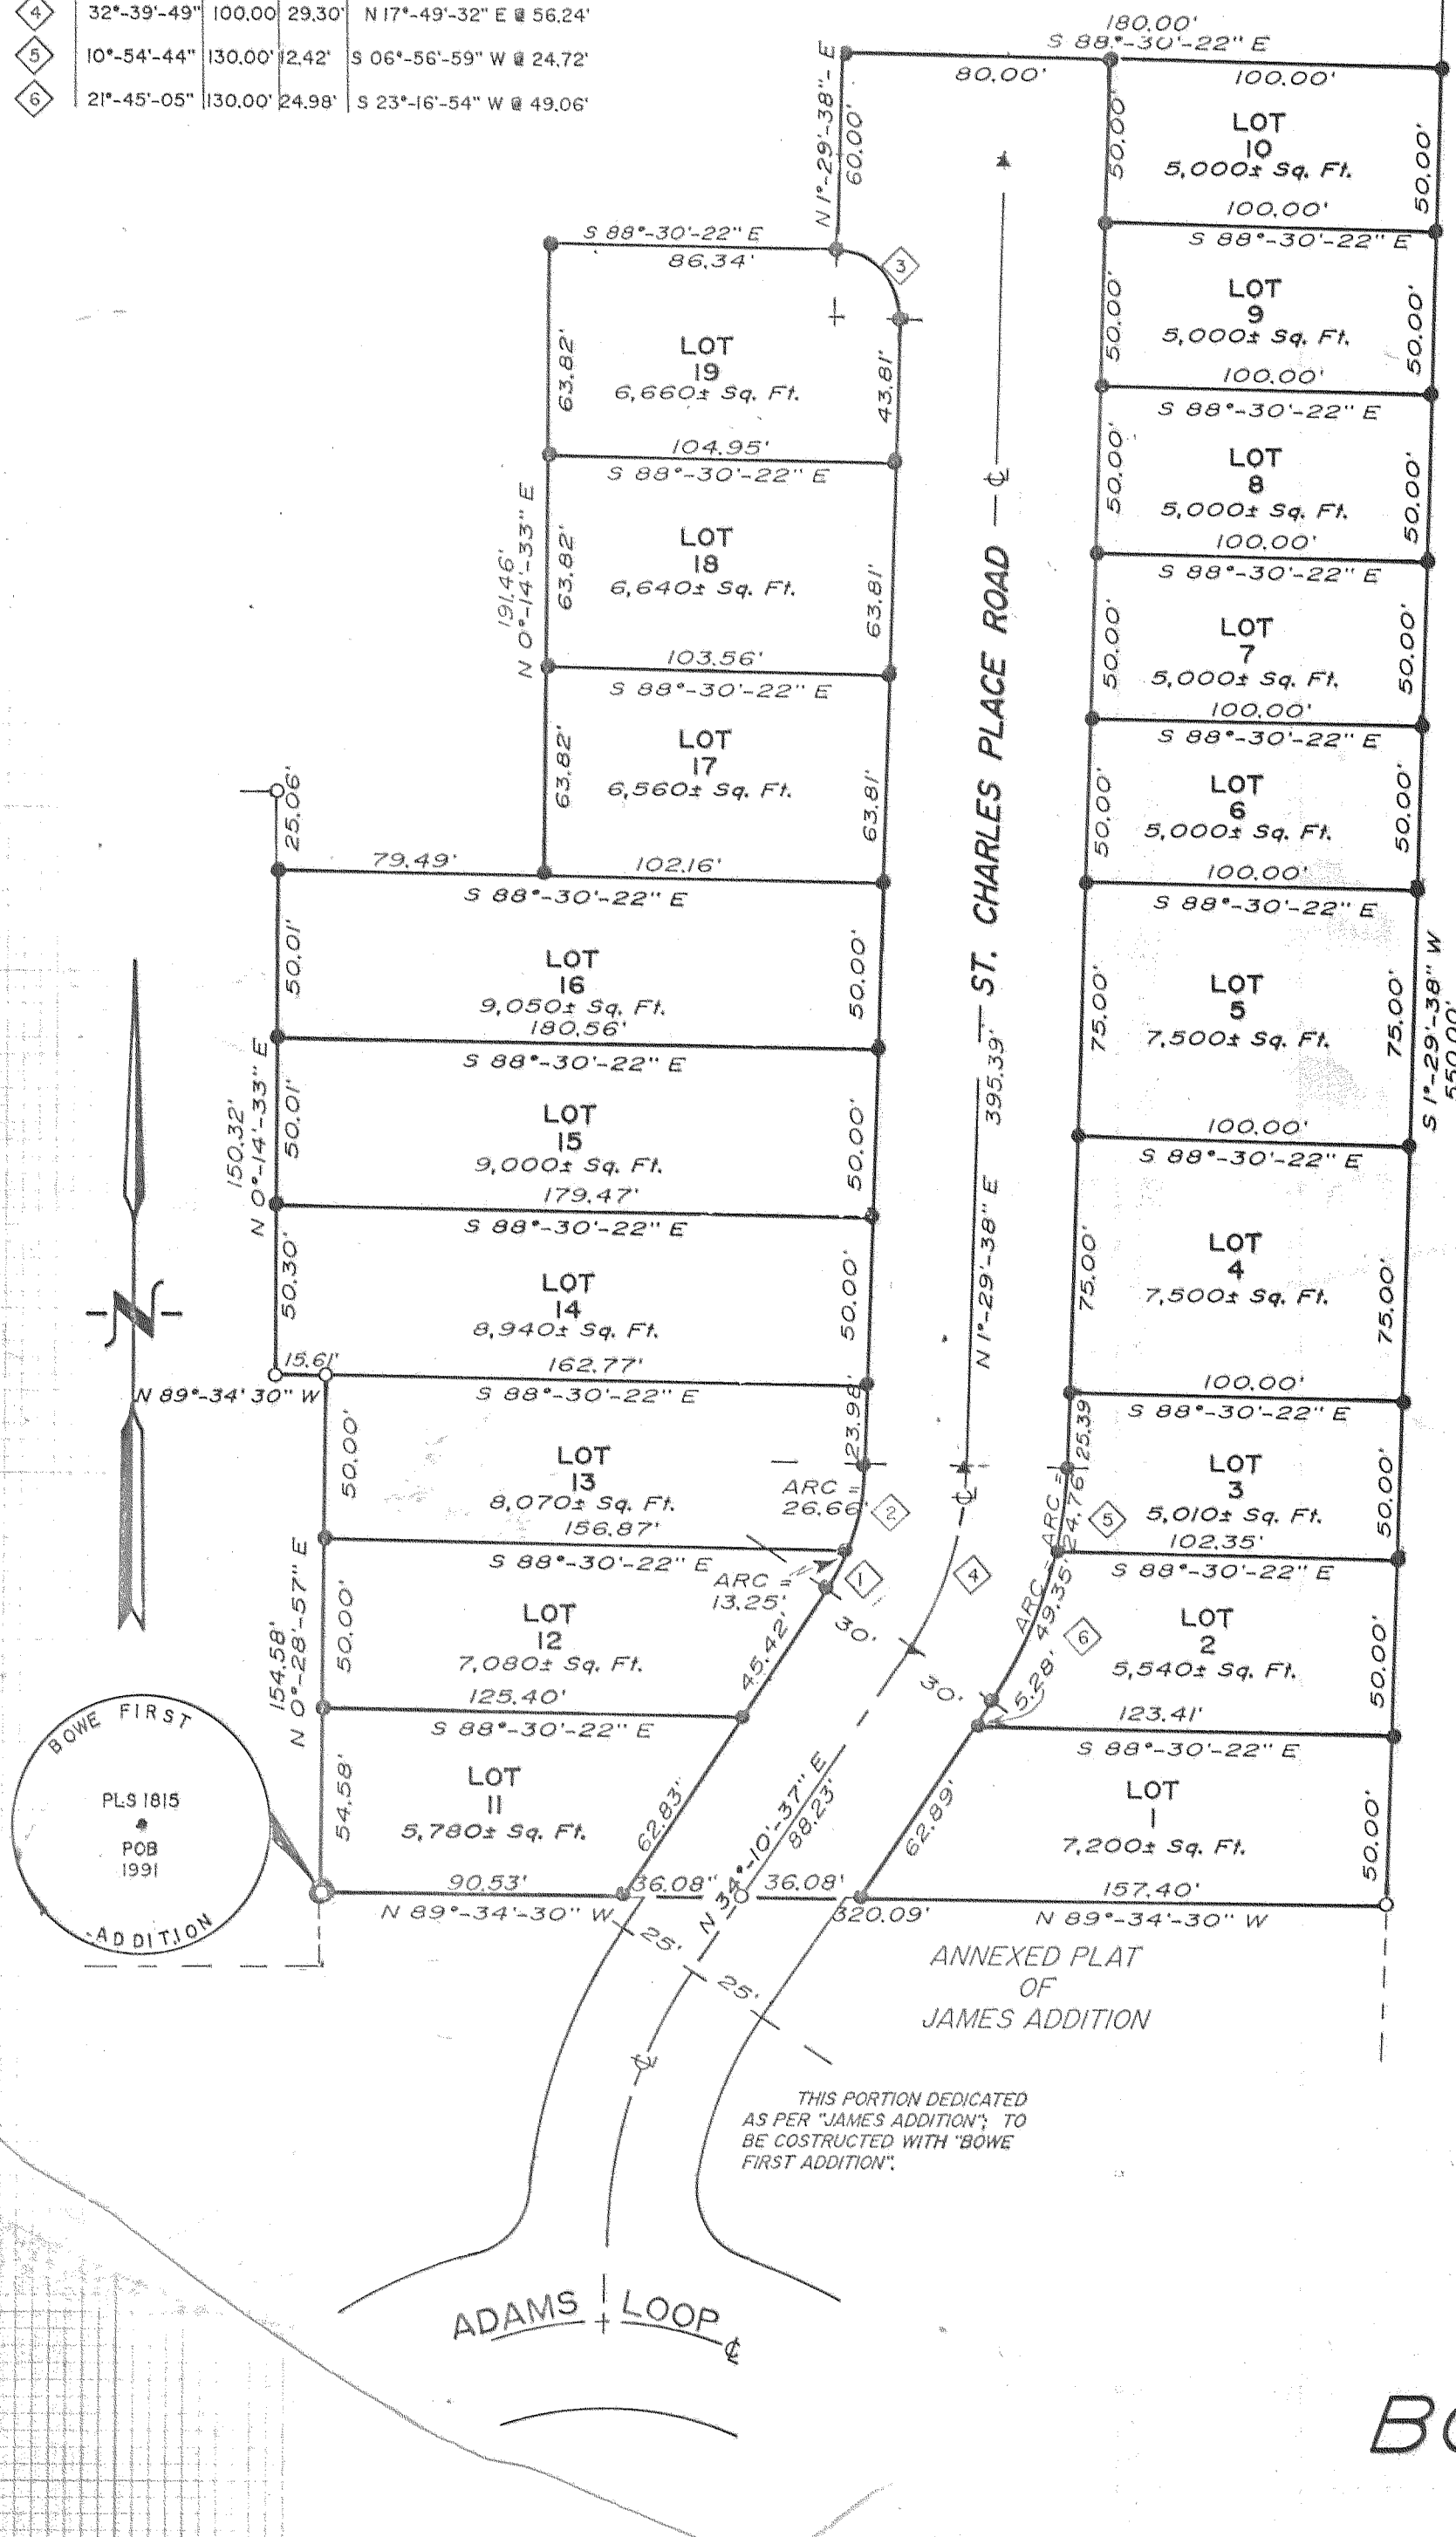 4 32°-39'-49" 100.00 29.30' N 17°-49'-32" E @ 56.24'
5 10°-54'-44" 130.00' 12.42' S 06°-56'-59" W @ 24.72'
6 21°-45'-05" 130.00' 24.98' S 23°-16'-54" W @ 49.06'
180.00'
S 88°-30'-22" E
80.00'
100.00'
N 1°-29'-38"- E
60.00'
50.00'
LOT
10
5,000± Sq. Ft.
50.00'
100.00'
S 88°-30'-22" E
50.00'
LOT
9
5,000± Sq. Ft.
50.00'
100.00'
S 88°-30'-22" E
50.00'
LOT
8
5,000± Sq. Ft.
50.00'
100.00'
S 88°-30'-22" E
50.00'
LOT
7
5,000± Sq. Ft.
50.00'
100.00'
S 88°-30'-22" E
50.00'
LOT
6
5,000± Sq. Ft.
50.00'
100.00'
S 88°-30'-22" E
75.00'
LOT
5
7,500± Sq. Ft.
75.00'
S 1°-29'-38" W
550.00'
100.00'
S 88°-30'-22" E
75.00'
LOT
4
7,500± Sq. Ft.
75.00'
100.00'
S 88°-30'-22" E
25.39
ARC =
24.76'
5
LOT
3
5,010± Sq. Ft.
50.00'
102.35'
S 88°-30'-22" E
ARC =
49.35'
6
5.28'
LOT
2
5,540± Sq. Ft.
50.00'
123.41'
S 88°-30'-22" E
62.89'
LOT
1
7,200± Sq. Ft.
50.00'
157.40'
N 89°-34'-30" W
S 88°-30'-22" E
86.34'
3
63.82'
LOT
19
6,660± Sq. Ft.
43.81'
104.95'
S 88°-30'-22" E
191.46'
N 0°-14'-33" E
63.82'
LOT
18
6,640± Sq. Ft.
63.81'
103.56'
S 88°-30'-22" E
63.82'
LOT
17
6,560± Sq. Ft.
63.81'
25.06'
79.49'
102.16'
S 88°-30'-22" E
50.01'
LOT
16
9,050± Sq. Ft.
50.00'
180.56'
S 88°-30'-22" E
150.32'
N 0°-14'-33" E
50.01'
LOT
15
9,000± Sq. Ft.
50.00'
179.47'
S 88°-30'-22" E
50.30'
LOT
14
8,940± Sq. Ft.
50.00'
15.61'
N 89°-34' 30" W
162.77'
S 88°-30'-22" E
23.98'
50.00'
LOT
13
8,070± Sq. Ft.
ARC =
26.66'
2
156.87'
S 88°-30'-22" E
ARC =
13.25'
1
154.58'
N 0°-28'-57" E
50.00'
LOT
12
7,080± Sq. Ft.
45.42'
125.40'
S 88°-30'-22" E
54.58'
LOT
11
5,780± Sq. Ft.
62.83"
90.53'
N 89°-34'-30" W
36.08"
36.08'
320.09'
ST. CHARLES PLACE ROAD
N 1°-29'-38" E 395.39'
4
30'
30'
N 34°-10'-37" E
88.23'
25'
25'
N
BOWE FIRST
PLS 1815
POB
1991
ADDITION
ANNEXED PLAT
OF
JAMES ADDITION
THIS PORTION DEDICATED
AS PER "JAMES ADDITION"; TO
BE COSTRUCTED WITH "BOWE
FIRST ADDITION".
ADAMS LOOP